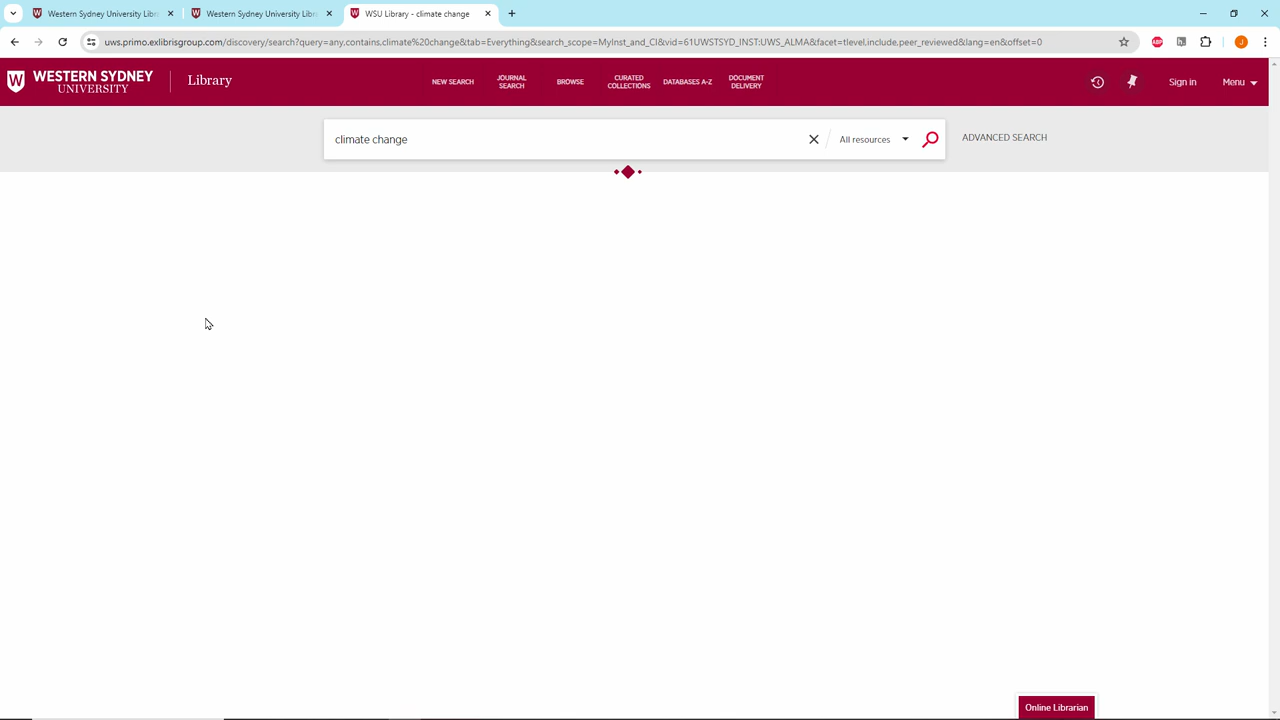 Western Sydney University Libr
Western Sydney University Libr
WSU Library - climate change
uws.primo.exlibrisgroup.com/discovery/search?query=any,contains,climate%20change&tab=Everything&search_scope=MyInst_and_CI&vid=61UWSTSYD_INST:UWS_ALMA&facet=tlevel,include,peer_reviewed&lang=en&offset=0
ABP
J
WESTERN SYDNEY
UNIVERSITY
Library
NEW SEARCH
JOURNAL
SEARCH
BROWSE
CURATED
COLLECTIONS
DATABASES A-Z
DOCUMENT
DELIVERY
Sign in
Menu
climate change
All resources
ADVANCED SEARCH
Online Librarian